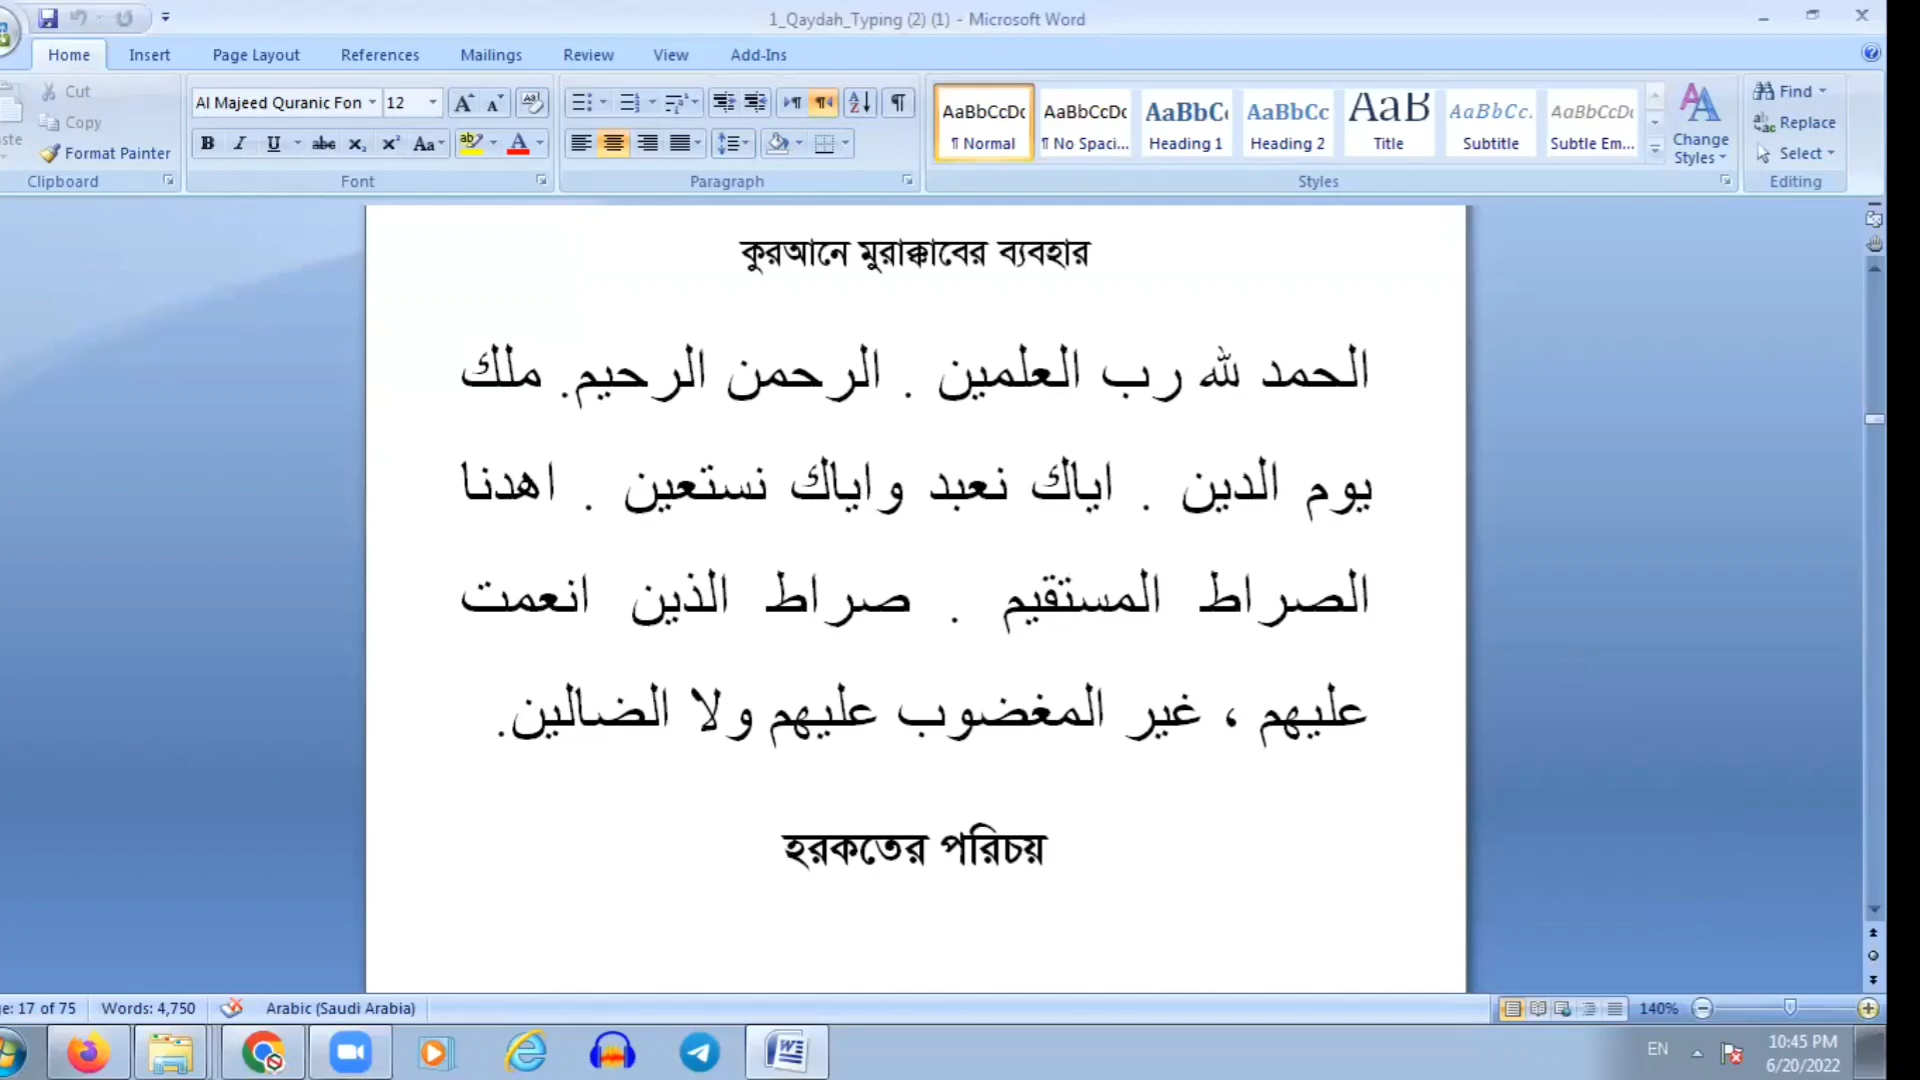 1_Qaydah_Typing (2) (1) - Microsoft Word
Home Insert Page Layout References Mailings Review View Add-Ins
Cut
Copy
Format Painter
Clipboard
Al Majeed Quranic Fon 12
Font
Paragraph
AaBbCcDc AaBbCcDc AaBbC AaBbCc AaB AaBbCc. AaBbCcDc
¶ Normal ¶ No Spaci... Heading 1 Heading 2 Title Subtitle Subtle Em...
Change Styles
Styles
Find
Replace
Select
Editing
কুরআনে মুরাক্কাবের ব্যবহার
الحمد لله رب العلمين . الرحمن الرحيم. ملك
يوم الدين . اياك نعبد واياك نستعين . اهدنا
الصراط المستقيم . صراط الذين انعمت
عليهم ، غير المغضوب عليهم ولا الضالين.
হরকতের পরিচয়
e: 17 of 75 Words: 4,750 Arabic (Saudi Arabia) 140%
EN 10:45 PM
6/20/2022